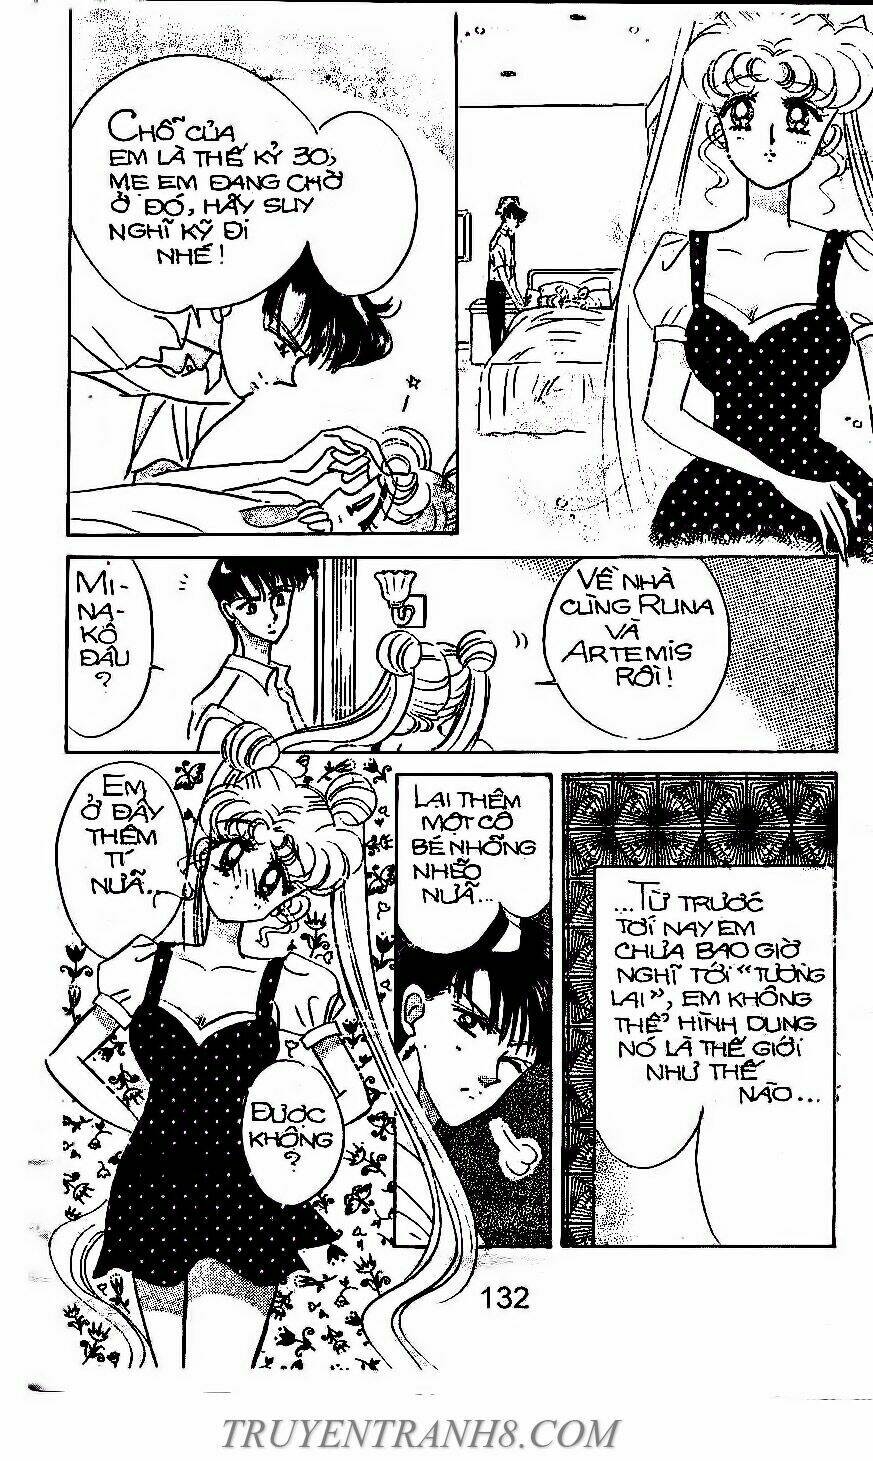 CHỖ CỦA
EM LÀ THẾ KỶ 30,
MẸ EM ĐANG CHỜ
Ở ĐÓ, HÃY SUY
NGHĨ KỸ ĐI
NHÉ!
MI-
NA-
KÔ
ĐÂU
?
VỀ NHÀ
CÙNG RUNA
VÀ
ARTEMIS
RỒI!
EM
Ở ĐÂY
THÊM
TÍ
NỮA...
ĐƯỢC
KHÔNG
?
LẠI THÊM
MỘT CÔ
BÉ NHÕNG
NHẼO
NỮA...
...TỪ TRƯỚC
TỚI NAY EM
CHƯA BAO GIỜ
NGHĨ TỚI "TƯƠNG
LAI", EM KHÔNG
THỂ HÌNH DUNG
NÓ LÀ THẾ GIỚI
NHƯ THẾ
NÀO...
132
TRUYENTRANH8.COM